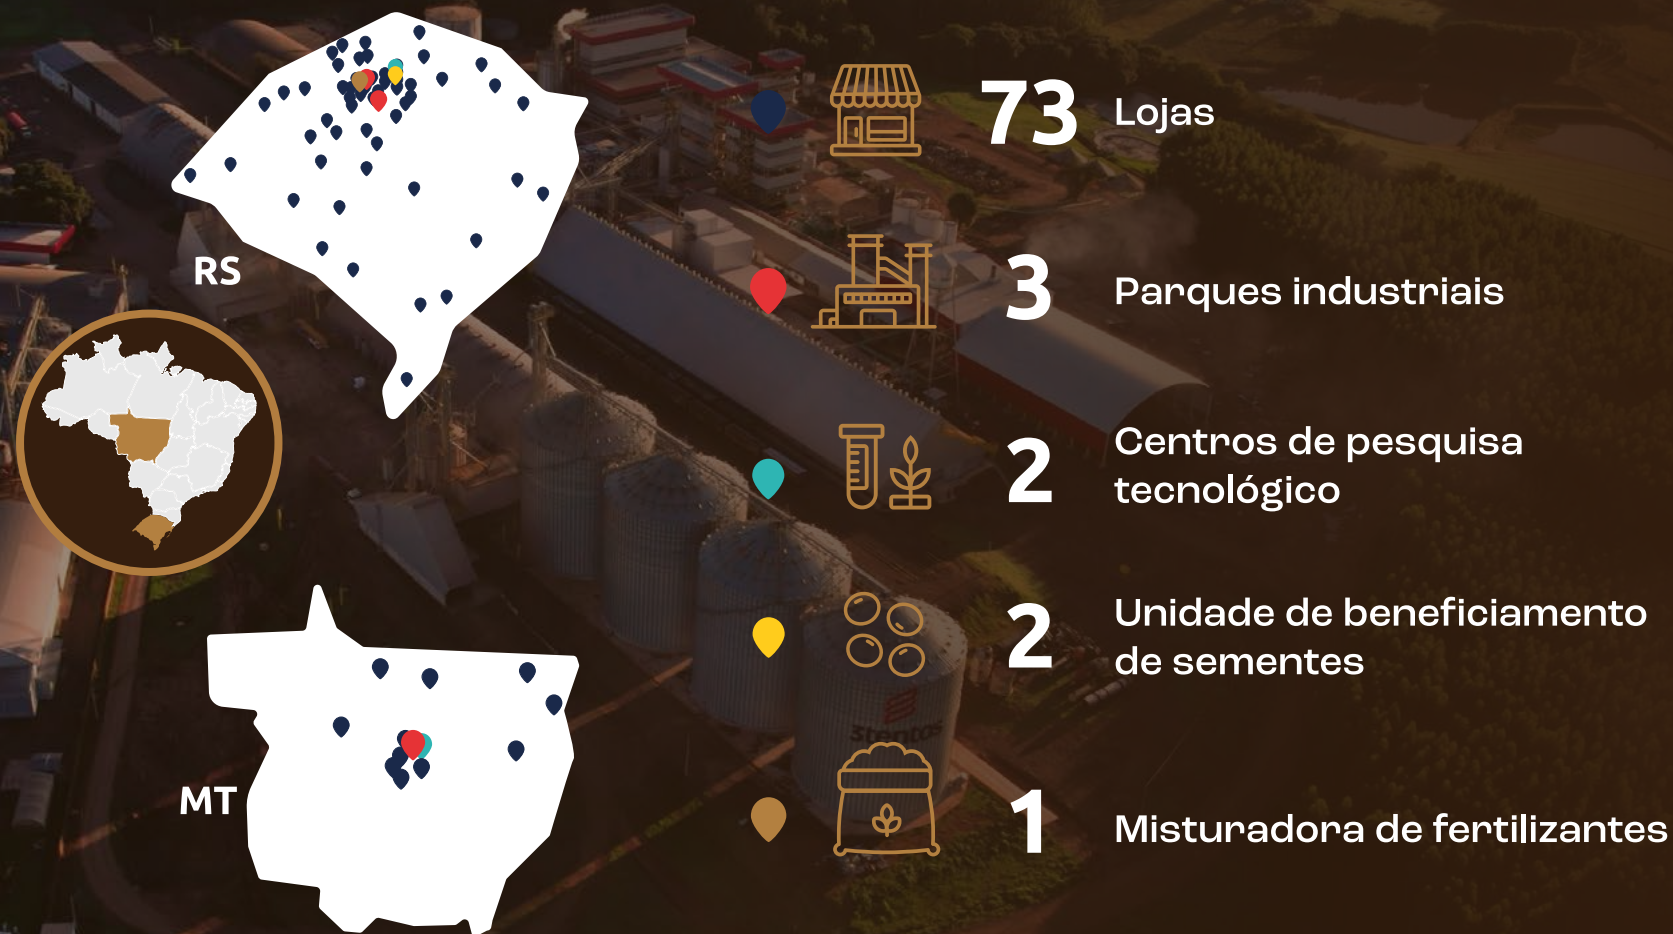 RS
MT
73 Lojas
3 Parques industriais
2 Centros de pesquisa
tecnológico
2 Unidade de beneficiamento
de sementes
3tentos
1 Misturadora de fertilizantes